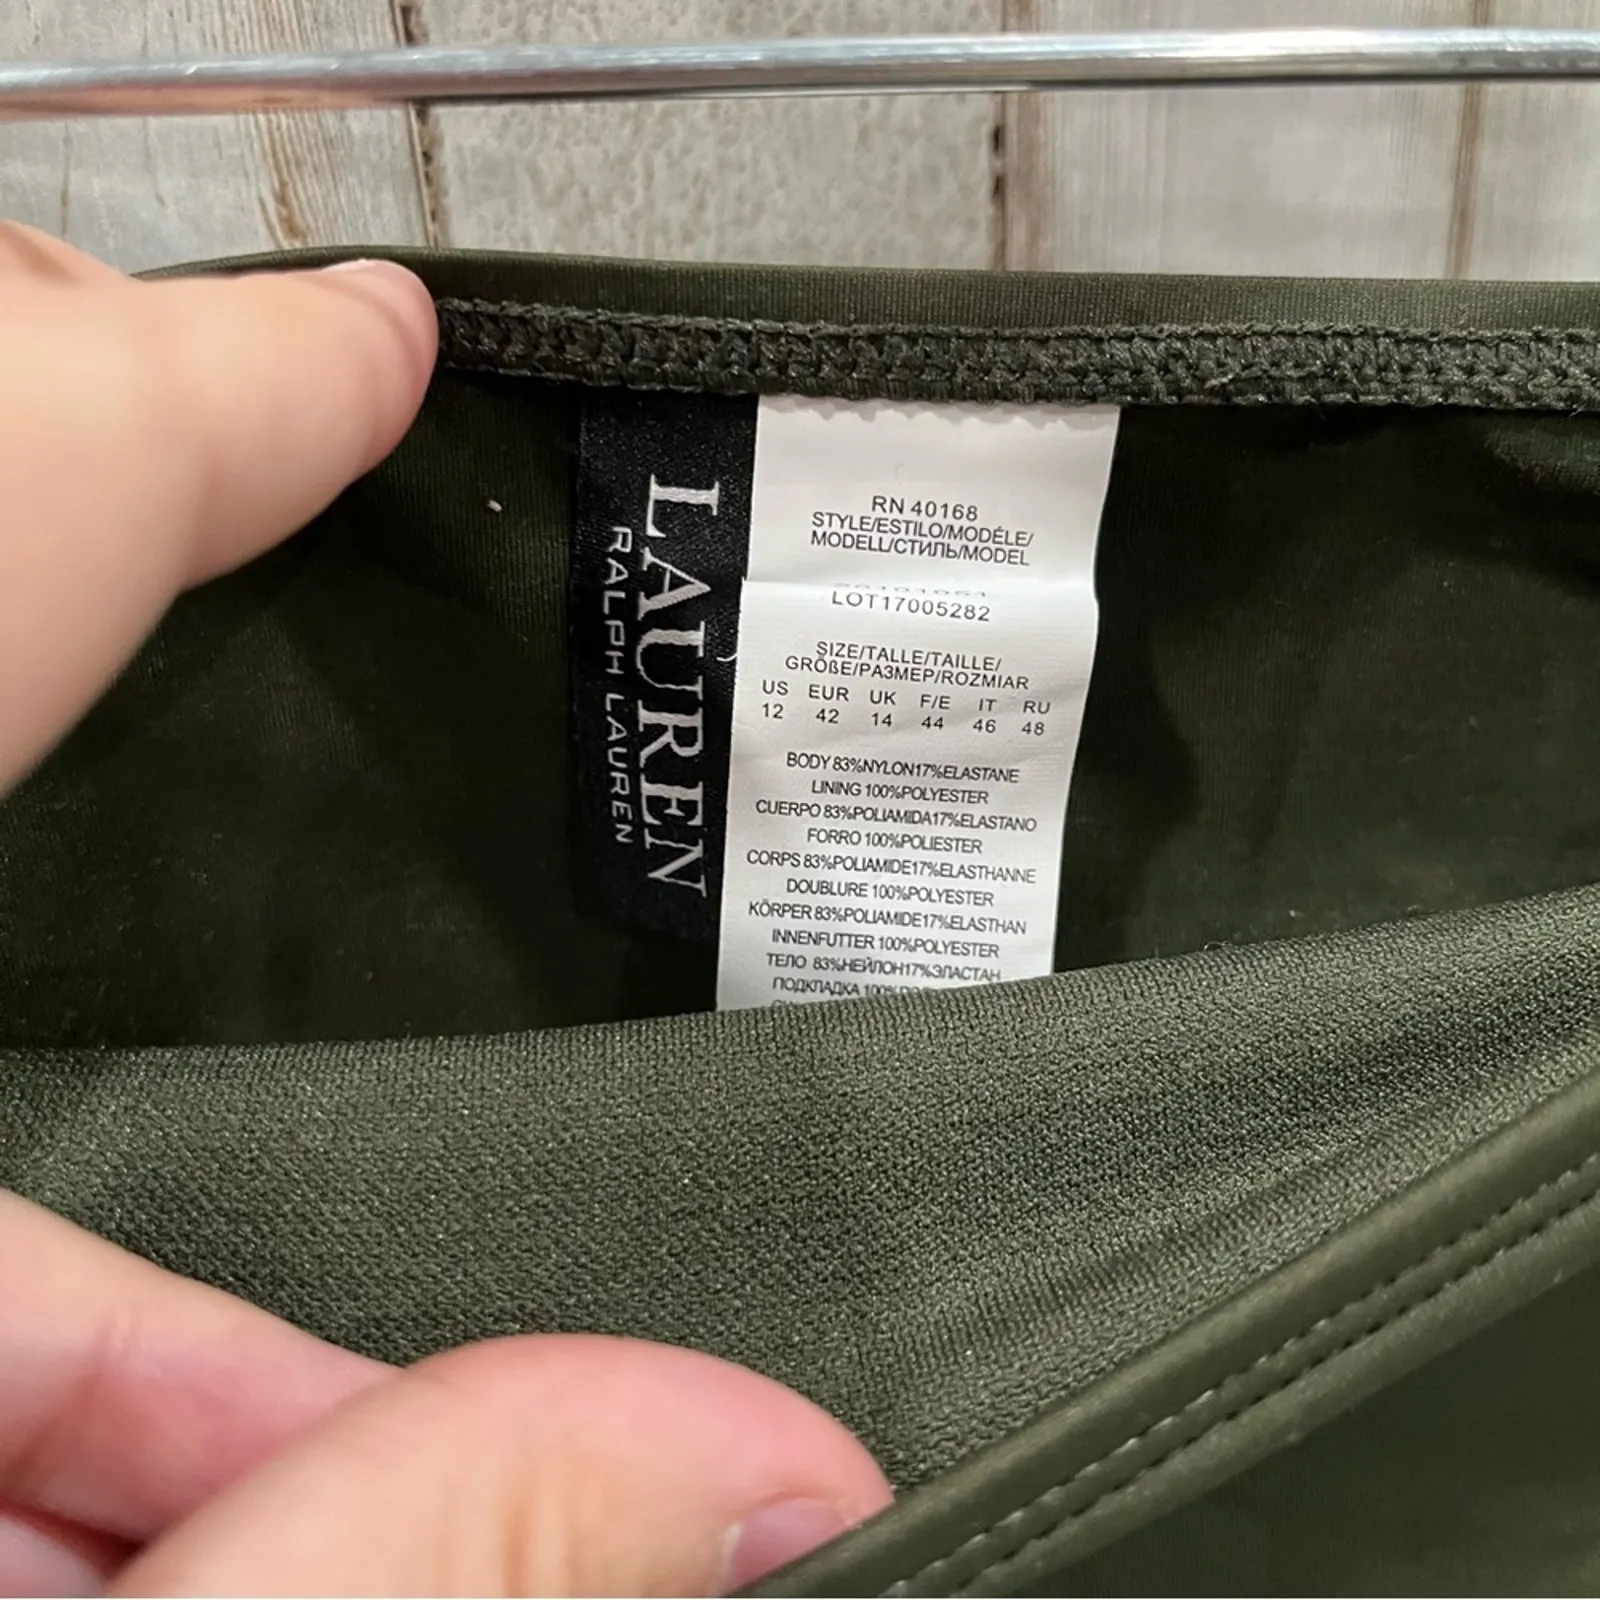 LAUREN
RALPH LAUREN
RN 40168
STYLE/ESTILO/MODÉLE/
MODELL/СТИЛЬ/MODEL
LOT17005282
SIZE/TALLE/TAILLE/
GRÖßE/РАЗМЕР/ROZMIAR
US EUR UK F/E IT RU
12 42 14 44 46 48
BODY 83%NYLON17%ELASTANE
LINING 100%POLYESTER
CUERPO 83%POLIAMIDA17%ELASTANO
FORRO 100%POLIESTER
CORPS 83%POLIAMIDE17%ELASTHANNE
DOUBLURE 100%POLYESTER
KÖRPER 83%POLIAMIDE17%ELASTHAN
INNENFUTTER 100%POLYESTER
ТЕЛО 83%НЕЙЛОН17%ЭЛАСТАН
ПОДКЛАДКА